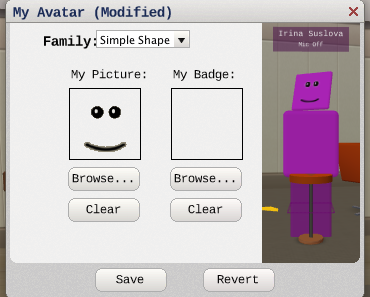 My Avatar (Modified)
Family: Simple Shape
My Picture: My Badge:
Browse... Browse...
Clear Clear
Save Revert
Irina Suslova
Mic Off